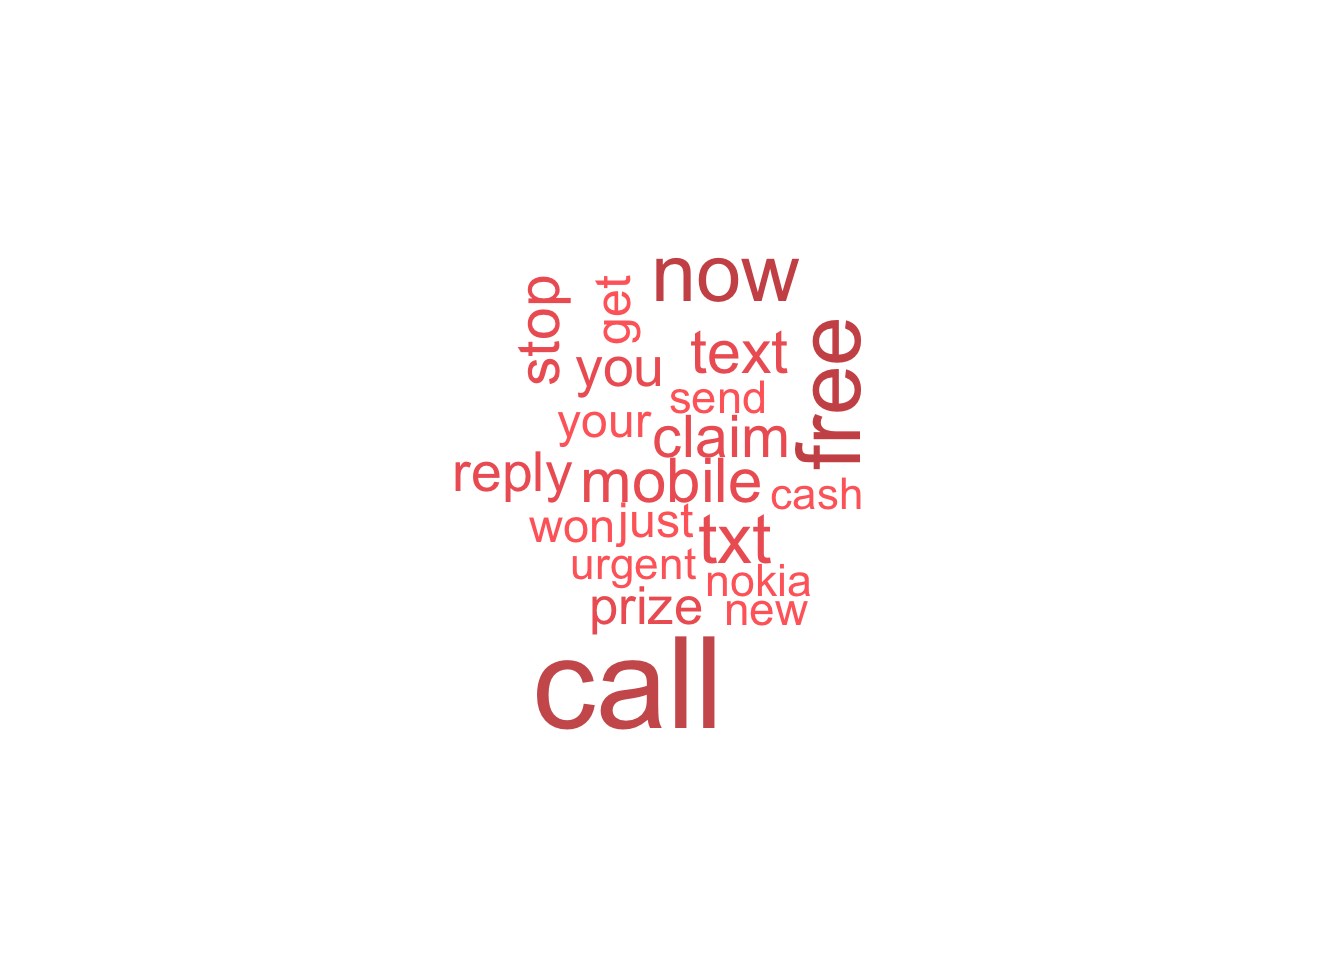 now
stop
get
free
text
you
send
your
claim
reply
mobile
cash
won
just
txt
urgent
nokia
prize
new
call